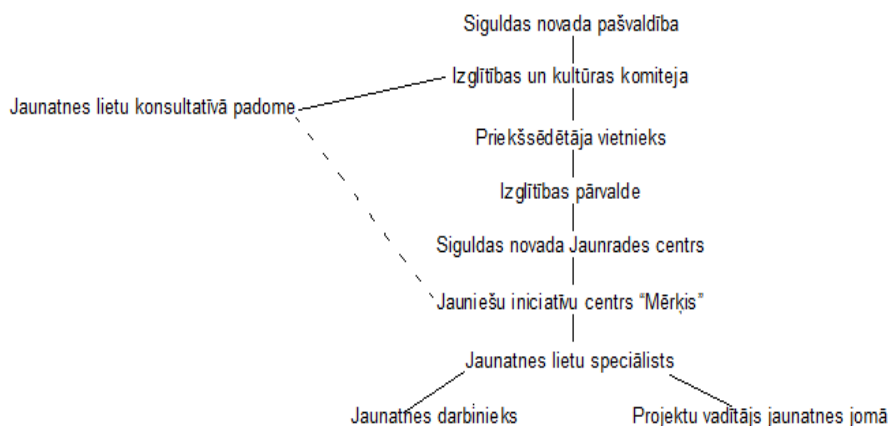 Siguldas novada pašvaldība
Izglītības un kultūras komiteja
Jaunatnes lietu konsultatīvā padome
Priekšsēdētāja vietnieks
Izglītības pārvalde
Siguldas novada Jaunrades centrs
Jauniešu iniciatīvu centrs “Mērķis”
Jaunatnes lietu speciālists
Jaunatnes darbinieks
Projektu vadītājs jaunatnes jomā